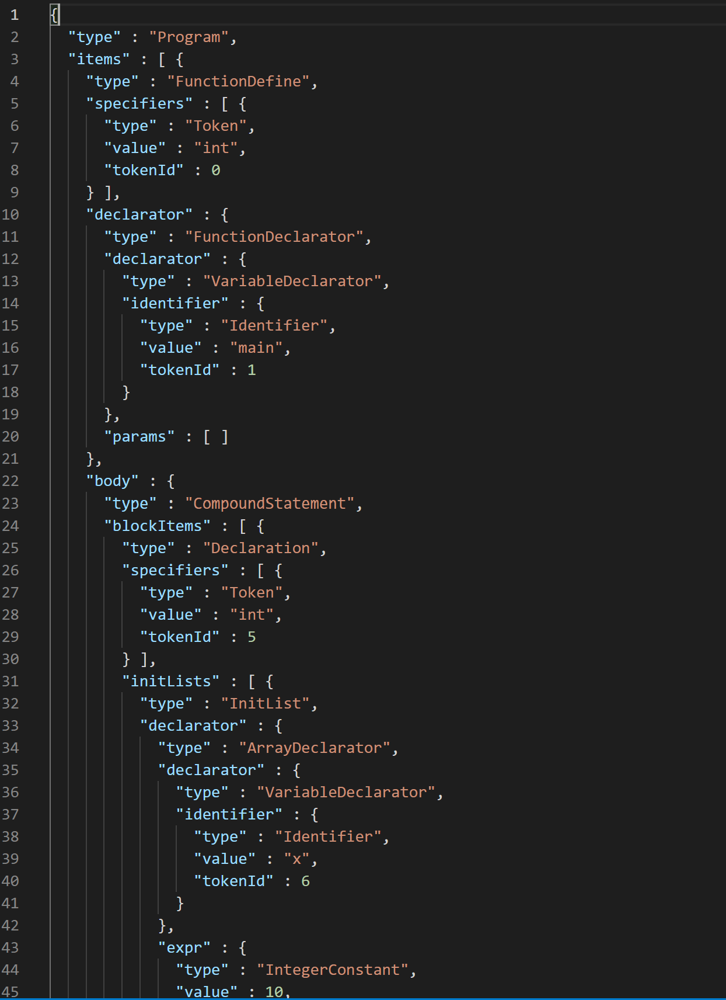 1 {
2 "type" : "Program",
3 "items" : [ {
4 "type" : "FunctionDefine",
5 "specifiers" : [ {
6 "type" : "Token",
7 "value" : "int",
8 "tokenId" : 0
9 } ],
10 "declarator" : {
11 "type" : "FunctionDeclarator",
12 "declarator" : {
13 "type" : "VariableDeclarator",
14 "identifier" : {
15 "type" : "Identifier",
16 "value" : "main",
17 "tokenId" : 1
18 }
19 },
20 "params" : [ ]
21 },
22 "body" : {
23 "type" : "CompoundStatement",
24 "blockItems" : [ {
25 "type" : "Declaration",
26 "specifiers" : [ {
27 "type" : "Token",
28 "value" : "int",
29 "tokenId" : 5
30 } ],
31 "initLists" : [ {
32 "type" : "InitList",
33 "declarator" : {
34 "type" : "ArrayDeclarator",
35 "declarator" : {
36 "type" : "VariableDeclarator",
37 "identifier" : {
38 "type" : "Identifier",
39 "value" : "x",
40 "tokenId" : 6
41 }
42 },
43 "expr" : {
44 "type" : "IntegerConstant",
45 "value" : 10,